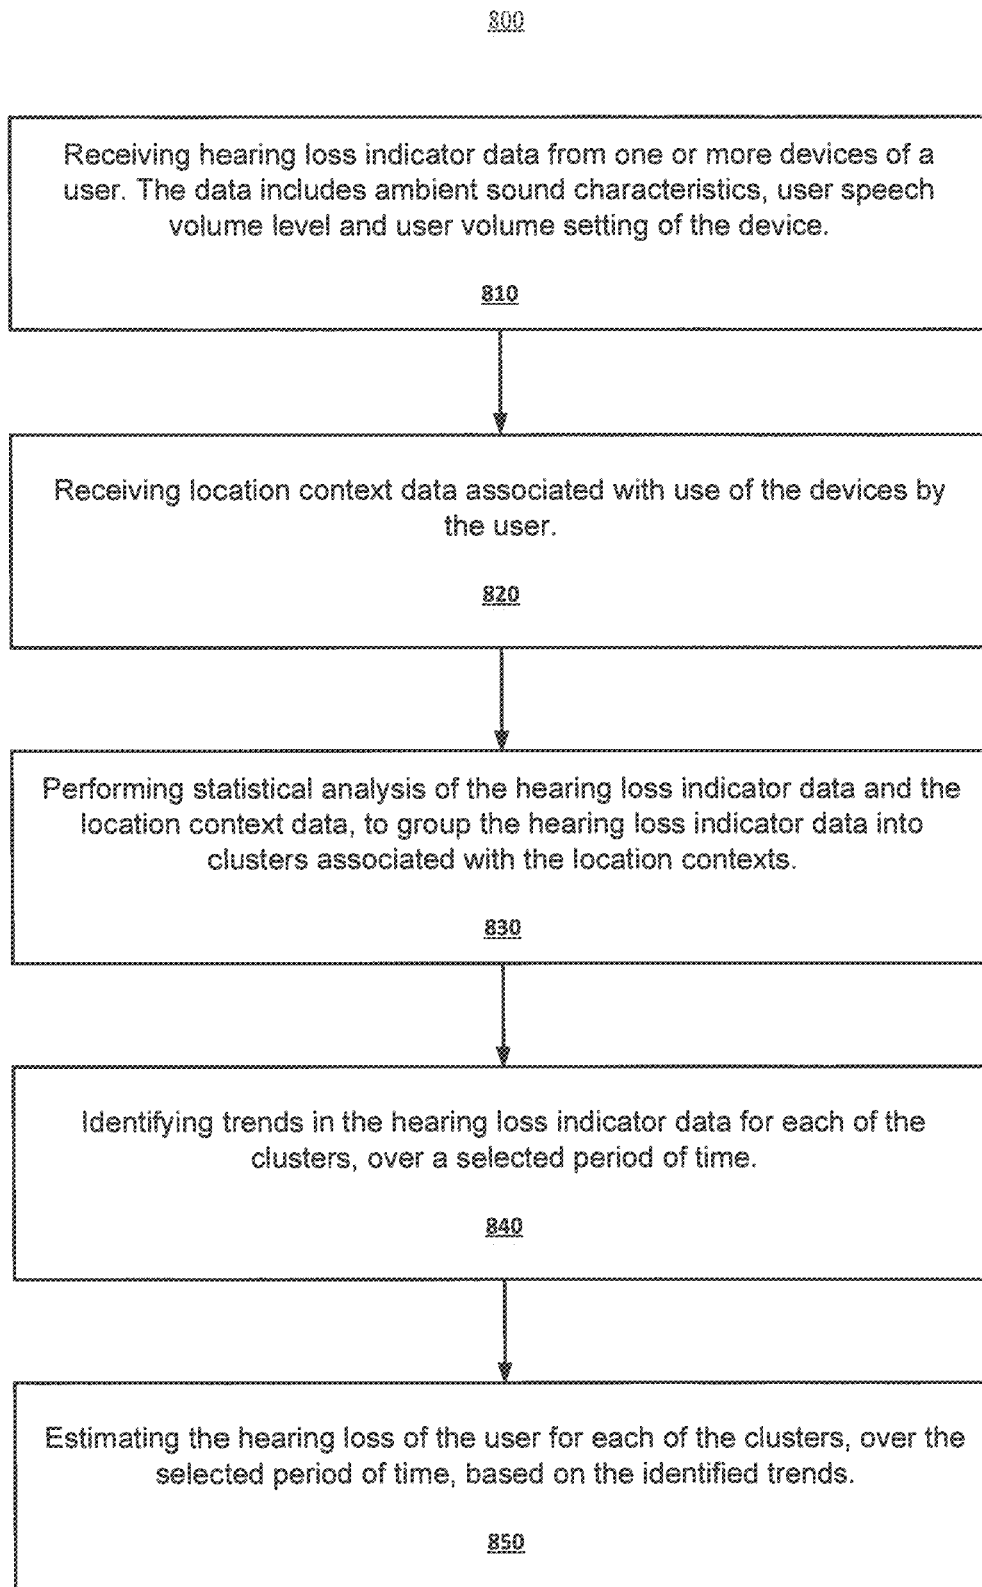 800
Receiving hearing loss indicator data from one or more devices of a
user. The data includes ambient sound characteristics, user speech
volume level and user volume setting of the device.
810
Receiving location context data associated with use of the devices by
the user.
820
Performing statistical analysis of the hearing loss indicator data and the
location context data, to group the hearing loss indicator data into
clusters associated with the location contexts.
830
Identifying trends in the hearing loss indicator data for each of the
clusters, over a selected period of time.
840
Estimating the hearing loss of the user for each of the clusters, over the
selected period of time, based on the identified trends.
850